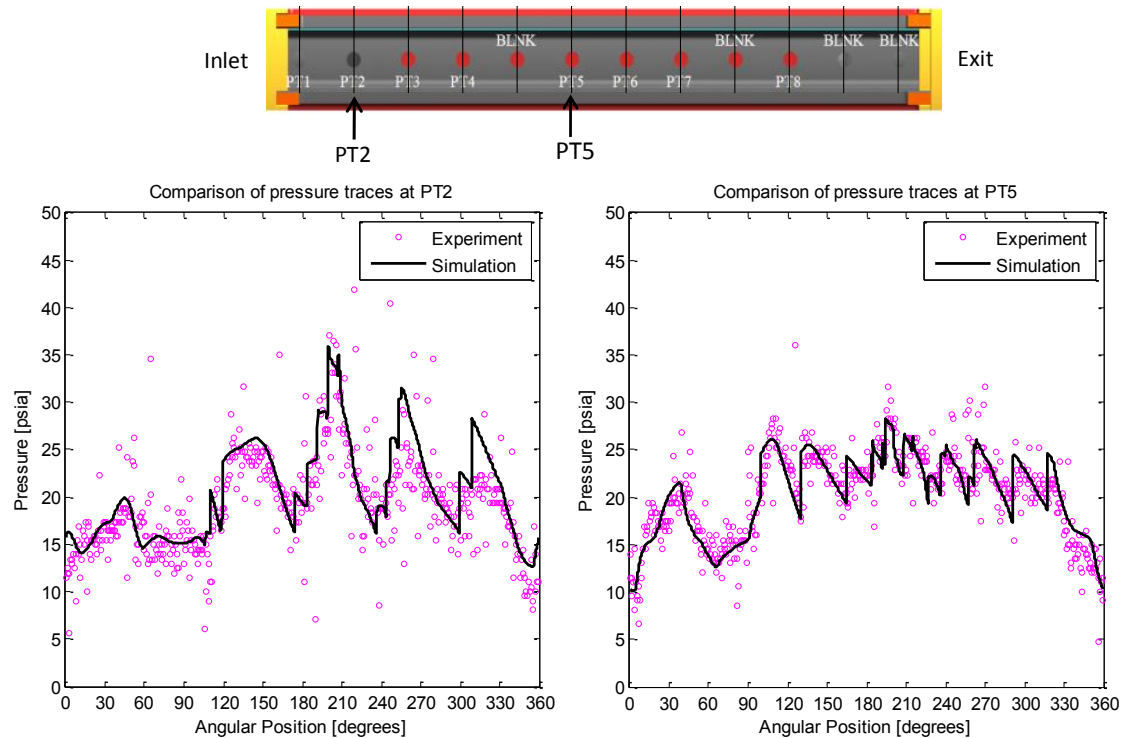 BLNK BLNK BLNK BLNK
Inlet Exit
PT1 PT2 PT3 PT4 PT5 PT6 PT7 PT8
PT2 PT5
Comparison of pressure traces at PT2
50
45
40
35
30
25
20
15
10
5
0
Pressure [psia]
Experiment
Simulation
0 30 60 90 120 150 180 210 240 270 300 330 360
Angular Position [degrees]
Comparison of pressure traces at PT5
50
45
40
35
30
25
20
15
10
5
0
Pressure [psia]
Experiment
Simulation
0 30 60 90 120 150 180 210 240 270 300 330 360
Angular Position [degrees]